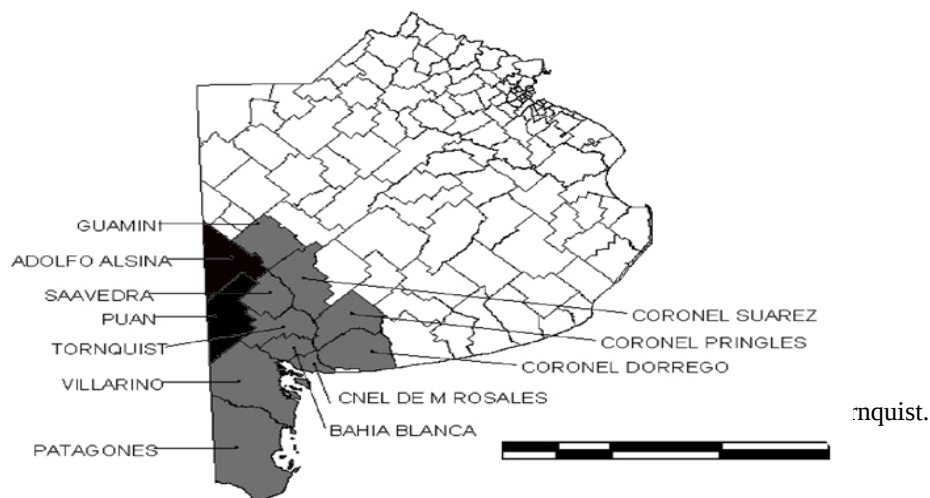 GUAMINI
ADOLFO ALSINA
SAAVEDRA
PUAN
TORNQUIST
VILLARINO
PATAGONES
CORONEL SUAREZ
CORONEL PRINGLES
CORONEL DORREGO
CNEL DE M ROSALES
BAHIA BLANCA
rnquist.